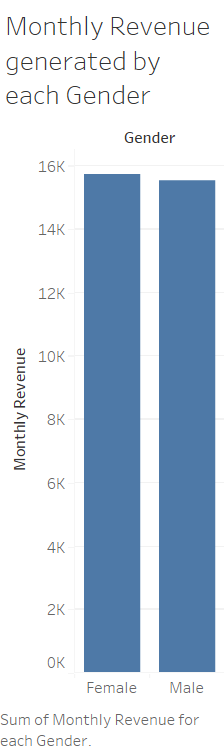 Monthly Revenue
generated by
each Gender
Gender
16K
14K
12K
10K
8K
6K
4K
2K
0K
Monthly Revenue
Female Male
Sum of Monthly Revenue for
each Gender.